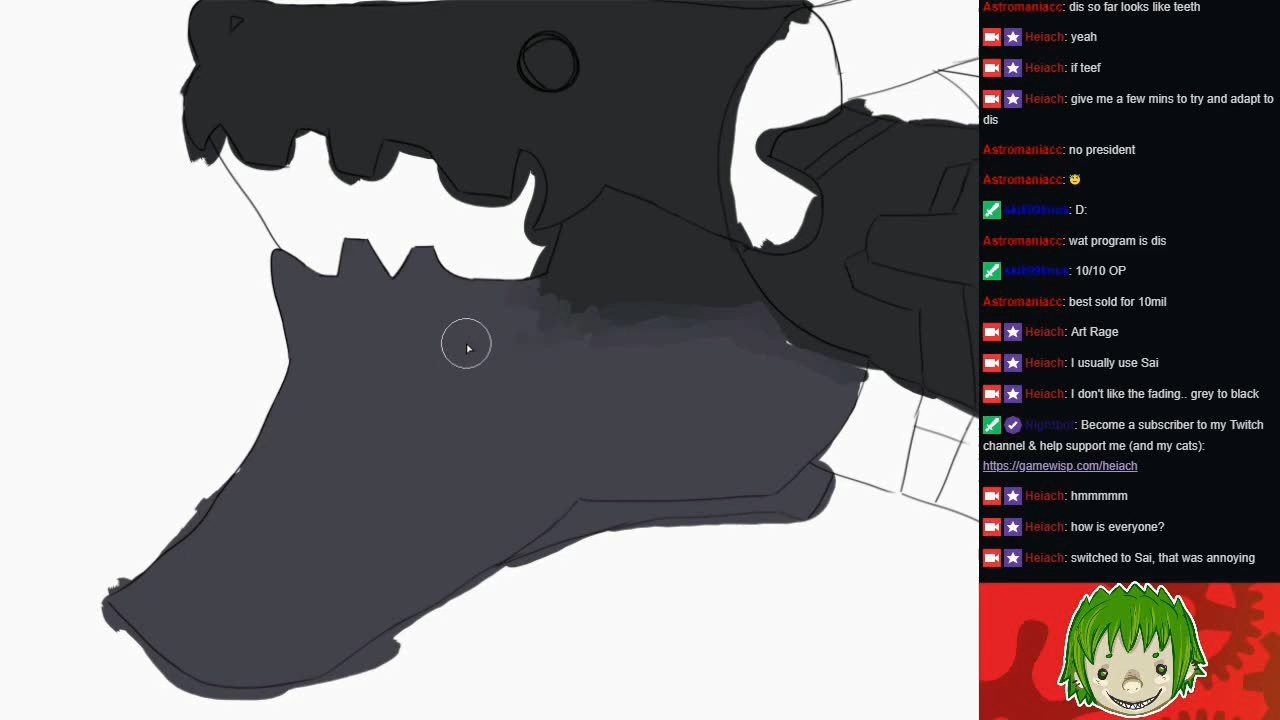 Astromaniacc: dis so far looks like teeth
Heiach: yeah
Heiach: if teef
Heiach: give me a few mins to try and adapt to
dis
Astromaniacc: no president
Astromaniacc: 😇
: D:
Astromaniacc: wat program is dis
: 10/10 OP
Astromaniacc: best sold for 10mil
Heiach: Art Rage
Heiach: I usually use Sai
Heiach: I don't like the fading.. grey to black
Nightbot: Become a subscriber to my Twitch
channel & help support me (and my cats):
https://gamewisp.com/heiach
Heiach: hmmmmm
Heiach: how is everyone?
Heiach: switched to Sai, that was annoying